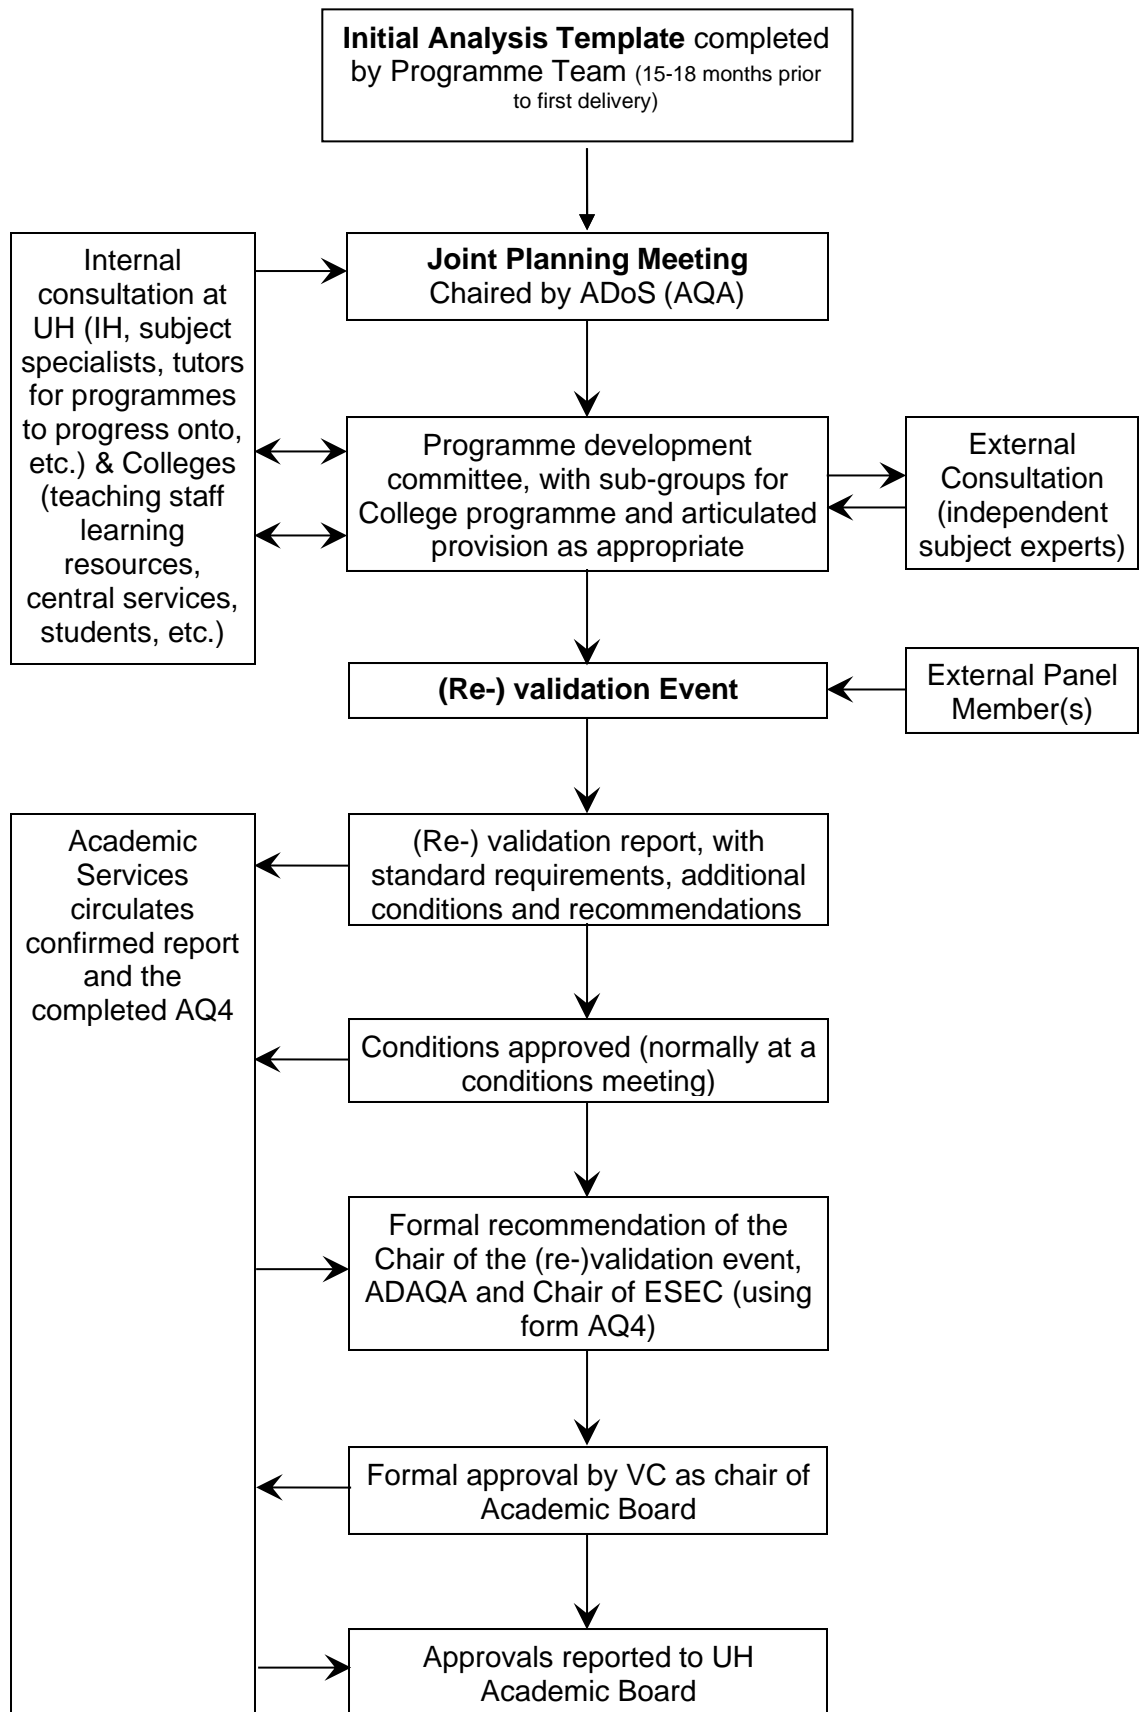 Initial Analysis Template completed
by Programme Team (15-18 months prior
to first delivery)
Internal
consultation at
UH (IH, subject
specialists, tutors
for programmes
to progress onto,
etc.) & Colleges
(teaching staff
learning
resources,
central services,
students, etc.)
Joint Planning Meeting
Chaired by ADoS (AQA)
Programme development
committee, with sub-groups for
College programme and articulated
provision as appropriate
External
Consultation
(independent
subject experts)
(Re-) validation Event
External Panel
Member(s)
Academic
Services
circulates
confirmed report
and the
completed AQ4
(Re-) validation report, with
standard requirements, additional
conditions and recommendations
Conditions approved (normally at a
conditions meeting)
Formal recommendation of the
Chair of the (re-)validation event,
ADAQA and Chair of ESEC (using
form AQ4)
Formal approval by VC as chair of
Academic Board
Approvals reported to UH
Academic Board